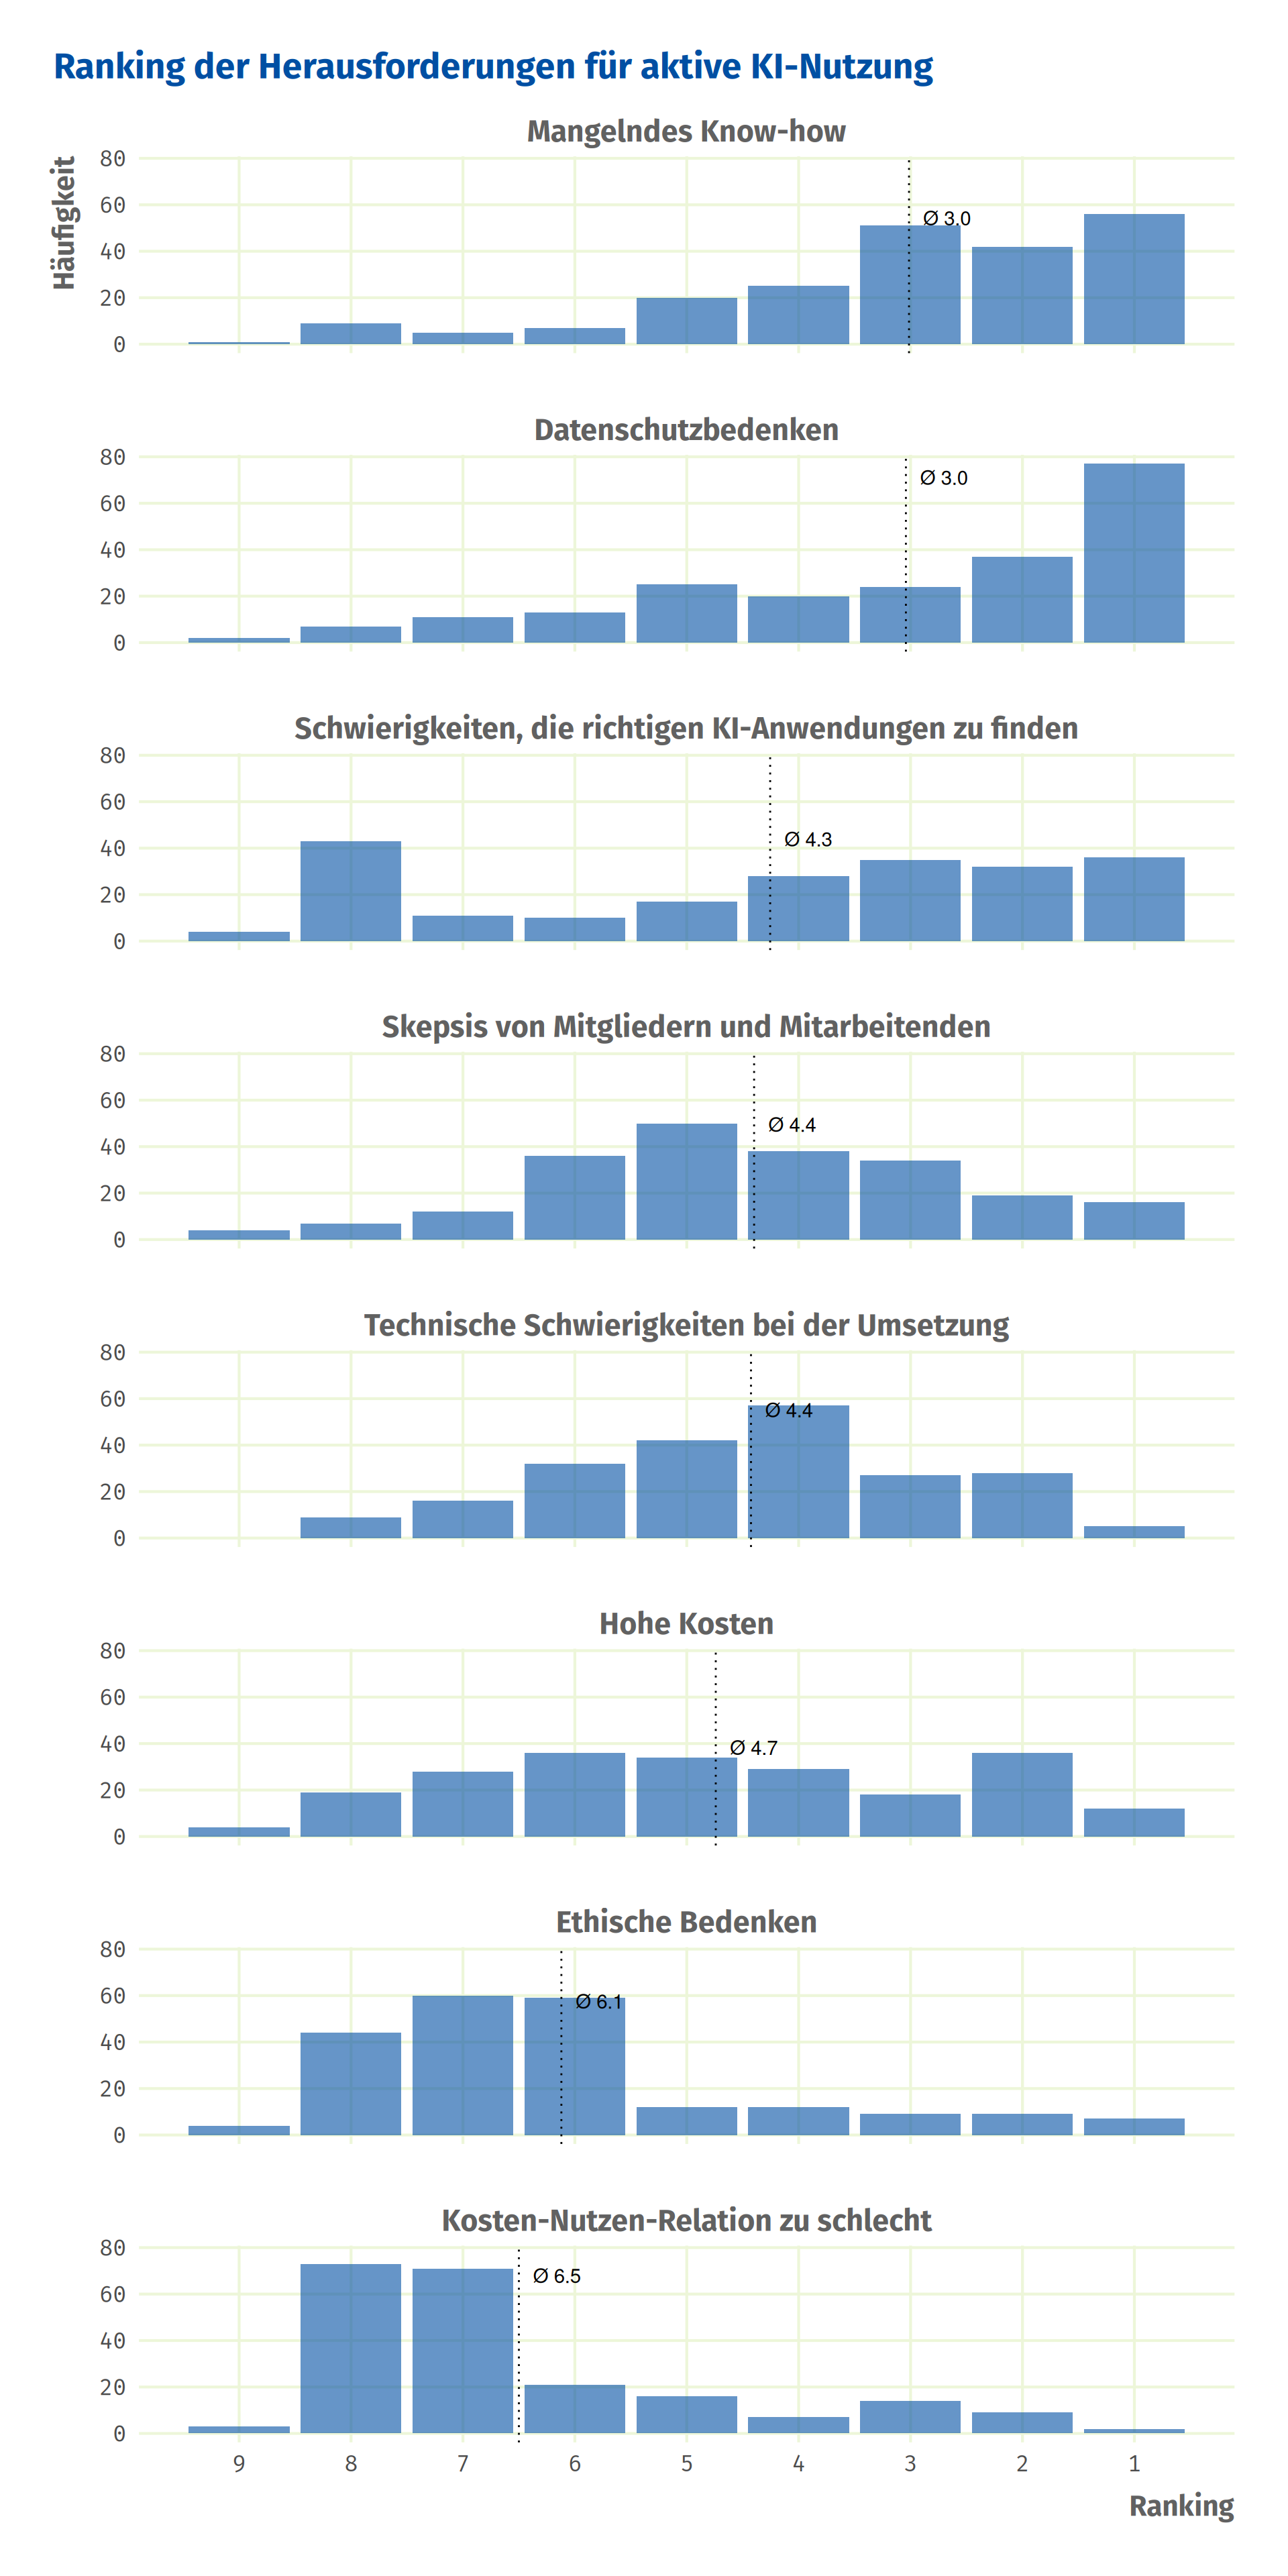 Ranking der Herausforderungen für aktive KI-Nutzung
Mangelndes Know-how
Häufigkeit
80
60
40
20
0
Ø 3.0
Datenschutzbedenken
80
60
40
20
0
Ø 3.0
Schwierigkeiten, die richtigen KI-Anwendungen zu finden
80
60
40
20
0
Ø 4.3
Skepsis von Mitgliedern und Mitarbeitenden
80
60
40
20
0
Ø 4.4
Technische Schwierigkeiten bei der Umsetzung
80
60
40
20
0
Ø 4.4
Hohe Kosten
80
60
40
20
0
Ø 4.7
Ethische Bedenken
80
60
40
20
0
Ø 6.1
Kosten-Nutzen-Relation zu schlecht
80
60
40
20
0
Ø 6.5
9 8 7 6 5 4 3 2 1
Ranking